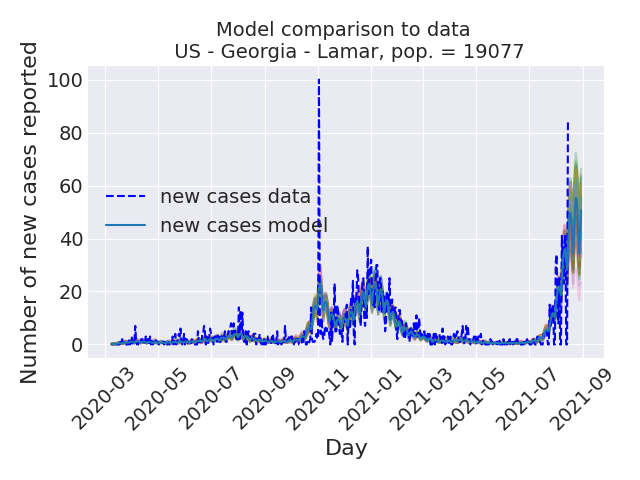 Model comparison to data
US - Georgia - Lamar, pop. = 19077
Number of new cases reported
100
80
60
40
20
0
new cases data
new cases model
2020-03
2020-05
2020-07
2020-09
2020-11
2021-01
2021-03
2021-05
2021-07
2021-09
Day